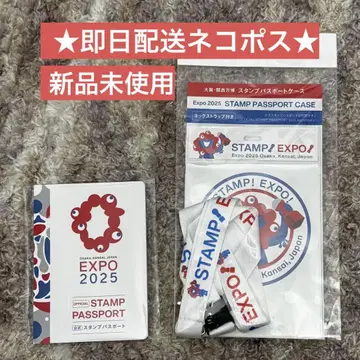 ★即日配送ネコポス★
新品未使用
大阪・関西万博 スタンプパスポートケース
Expo 2025 STAMP PASSPORT CASE
ネックストラップ付き
STAMP! EXPO!
Expo 2025 Osaka, Kansai, Japan
STAMP! EXPO!
STAMP! EXPO!
EXPO!
Kansai, Japan
OSAKA, KANSAI, JAPAN
EXPO
2025
OFFICIAL STAMP
PASSPORT
公式 スタンプパスポート